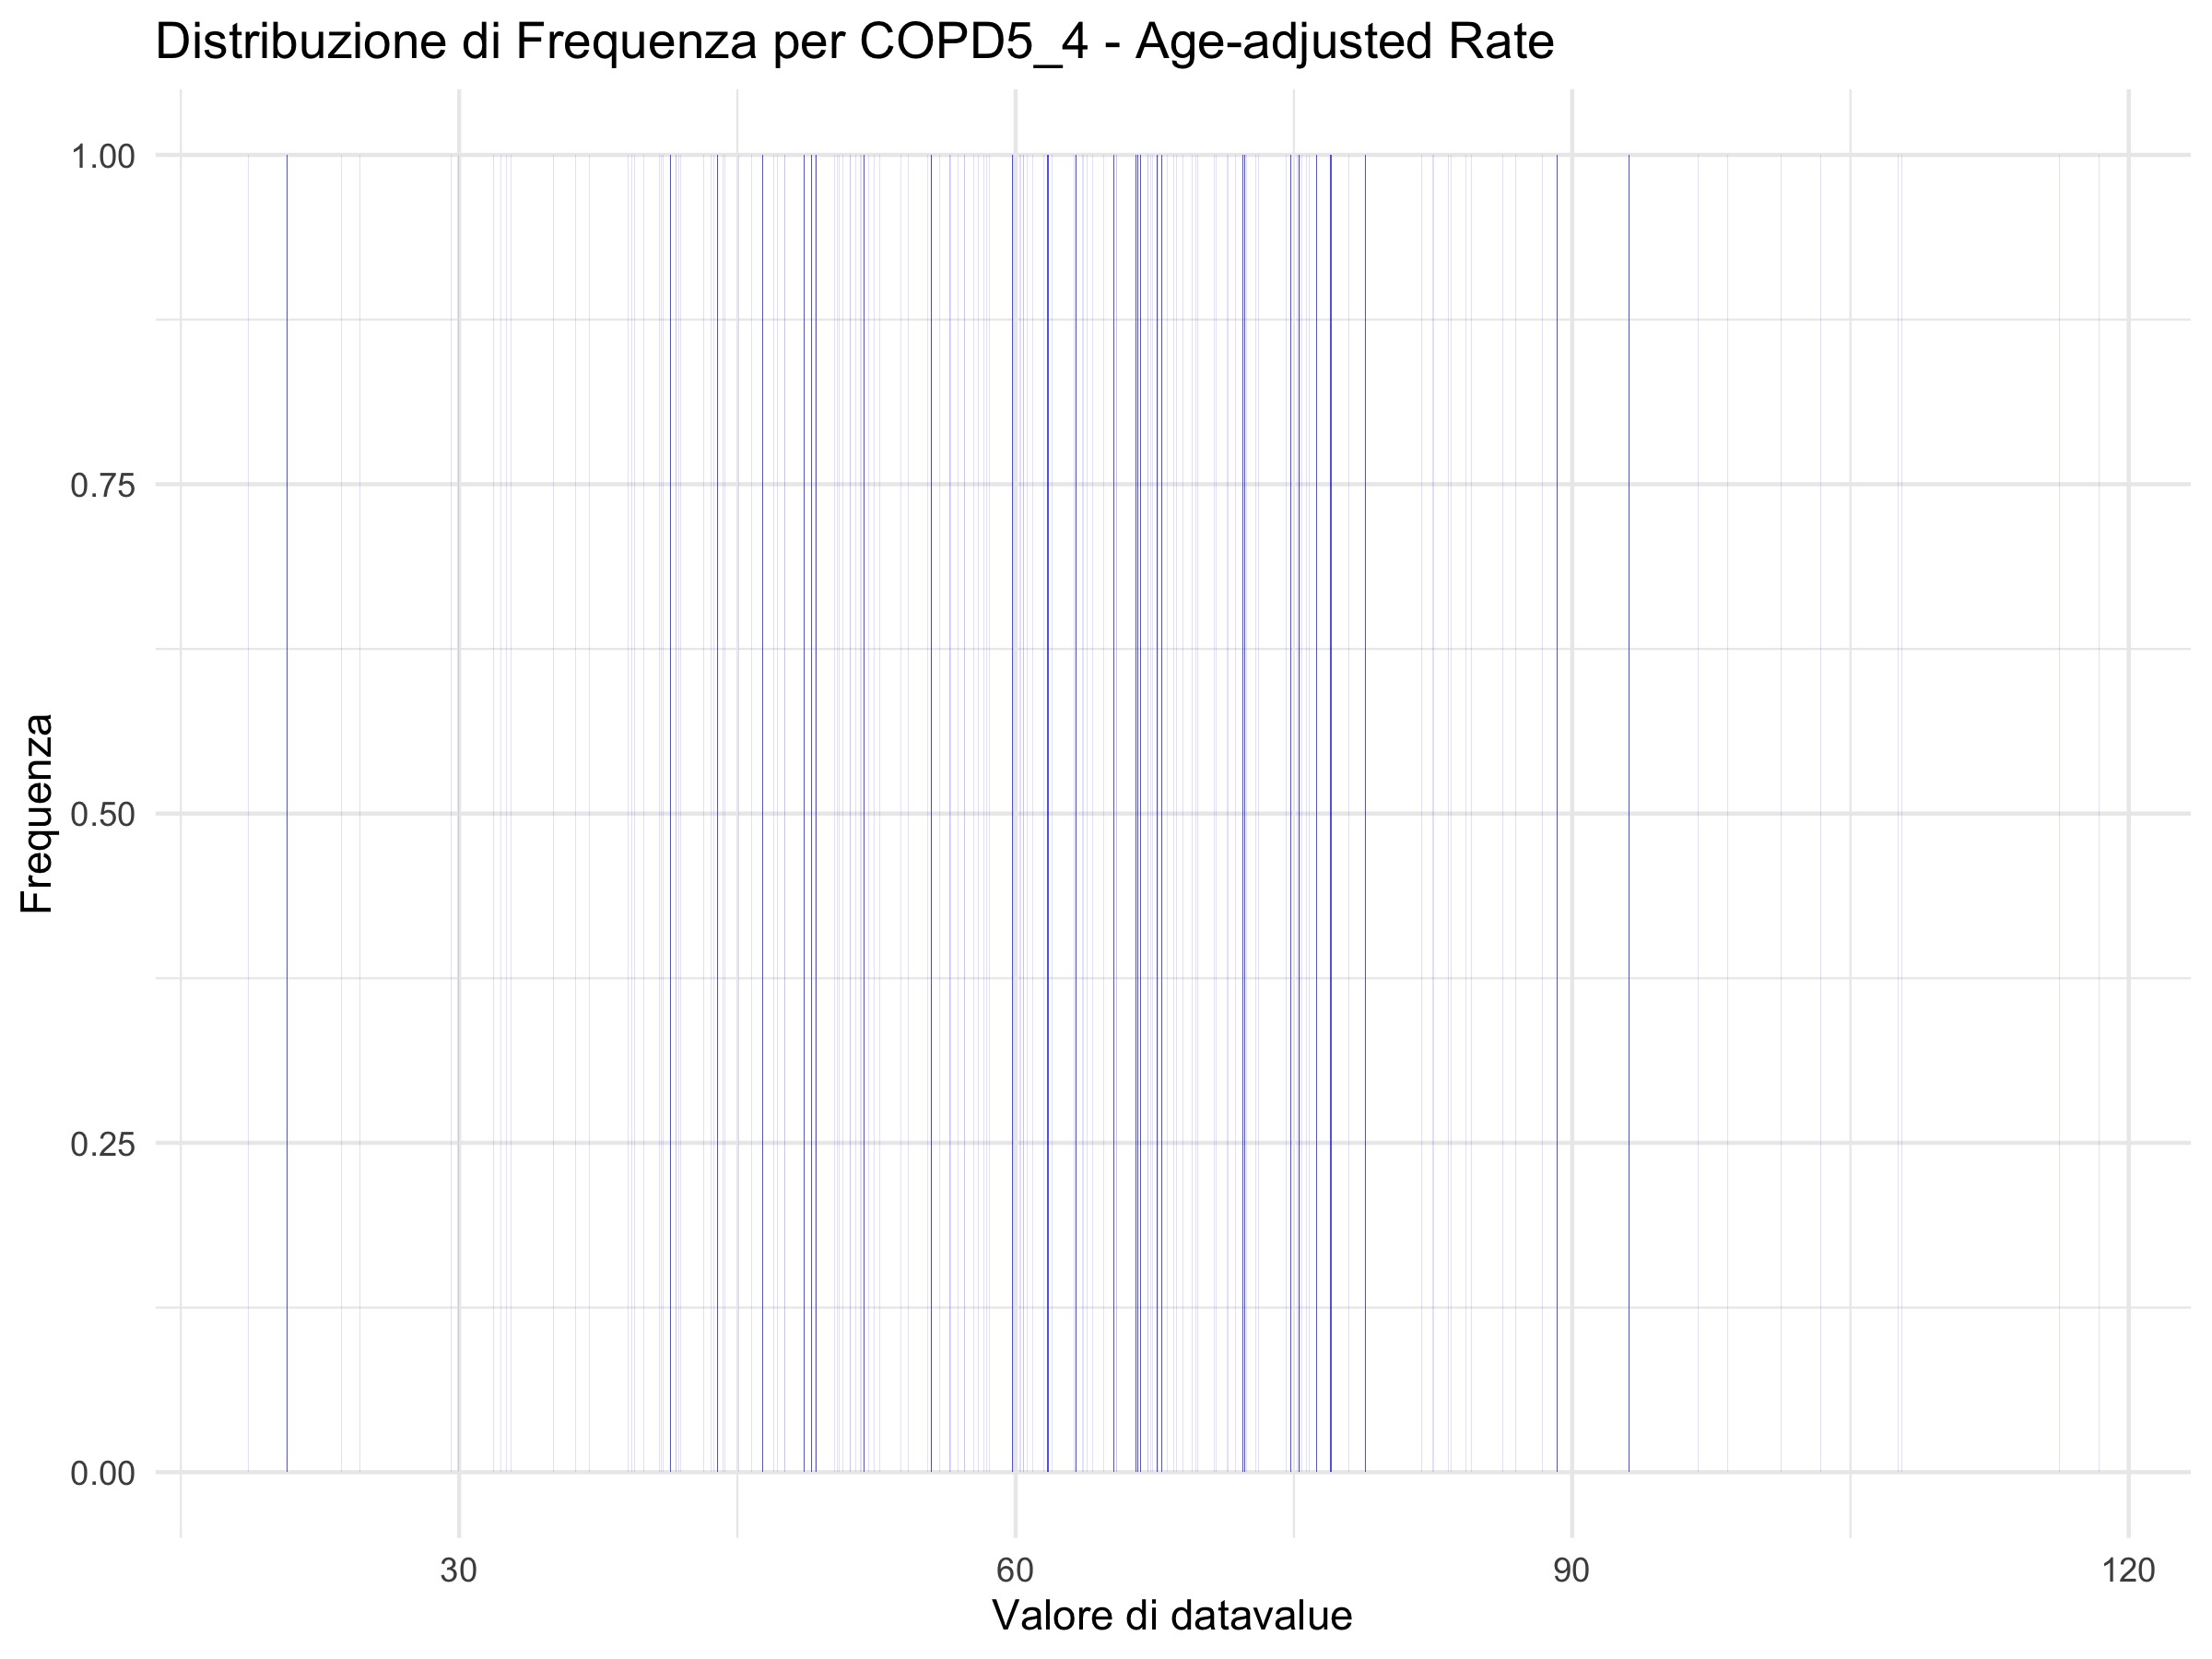 Distribuzione di Frequenza per COPD5_4 - Age-adjusted Rate
Frequenza
1.00
0.75
0.50
0.25
0.00
30 60 90 120
Valore di datavalue